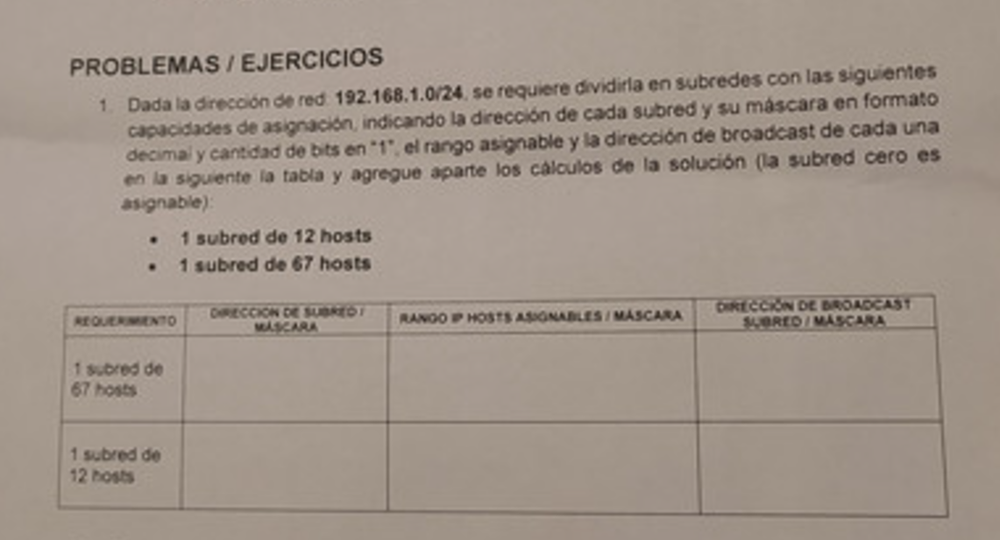 PROBLEMAS / EJERCICIOS
1. Dada la dirección de red: 192.168.1.0/24, se requiere dividirla en subredes con las siguientes
capacidades de asignación, indicando la dirección de cada subred y su máscara en formato
decimal y cantidad de bits en "1", el rango asignable y la dirección de broadcast de cada una
en la siguiente la tabla y agregue aparte los cálculos de la solución (la subred cero es
asignable):
• 1 subred de 12 hosts
• 1 subred de 67 hosts
REQUERIMIENTO
DIRECCIÓN DE SUBRED /
MÁSCARA
RANGO IP HOSTS ASIGNABLES / MÁSCARA
DIRECCIÓN DE BROADCAST
SUBRED / MÁSCARA
1 subred de
67 hosts
1 subred de
12 hosts